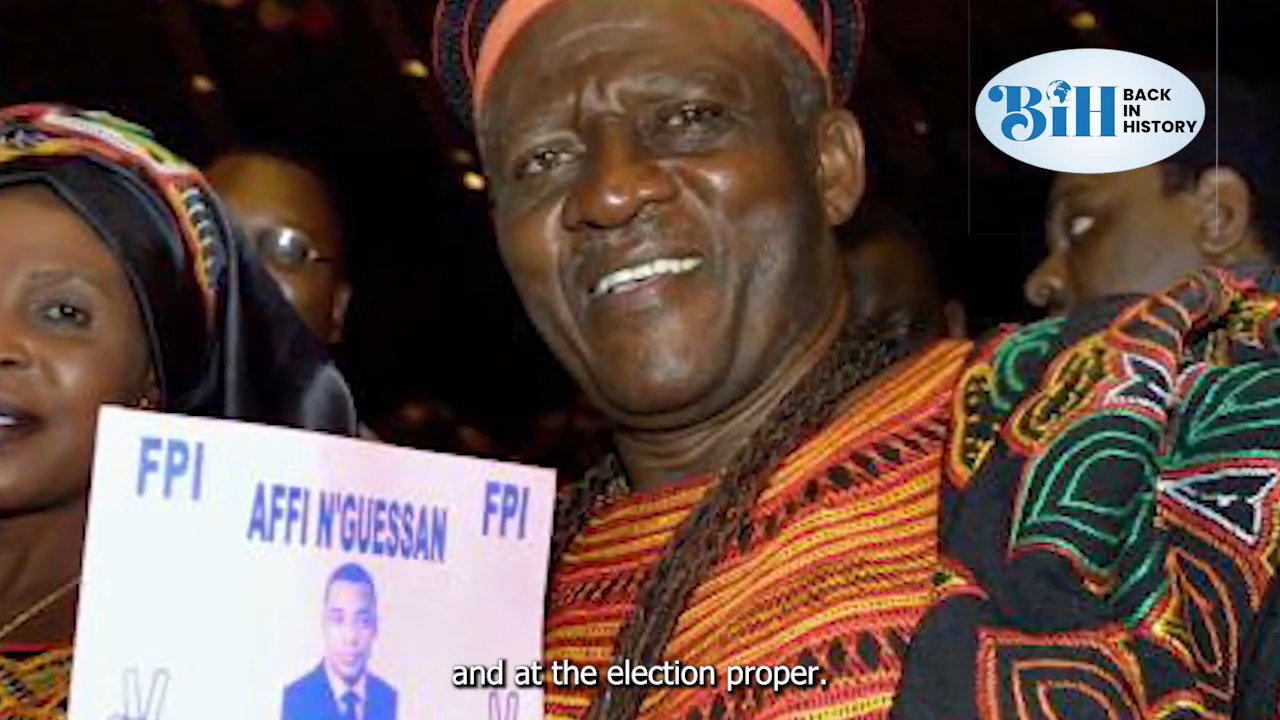 BiH BACK
IN
HISTORY
FPI
AFFI N'GUESSAN
FPI
and at the election proper.